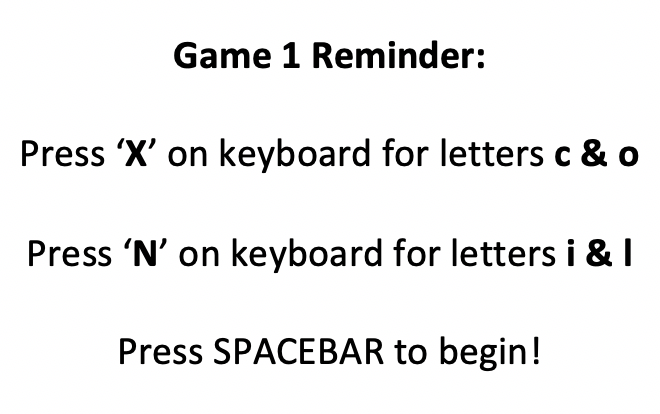 Game 1 Reminder:
Press ‘X’ on keyboard for letters c & o
Press ‘N’ on keyboard for letters i & l
Press SPACEBAR to begin!